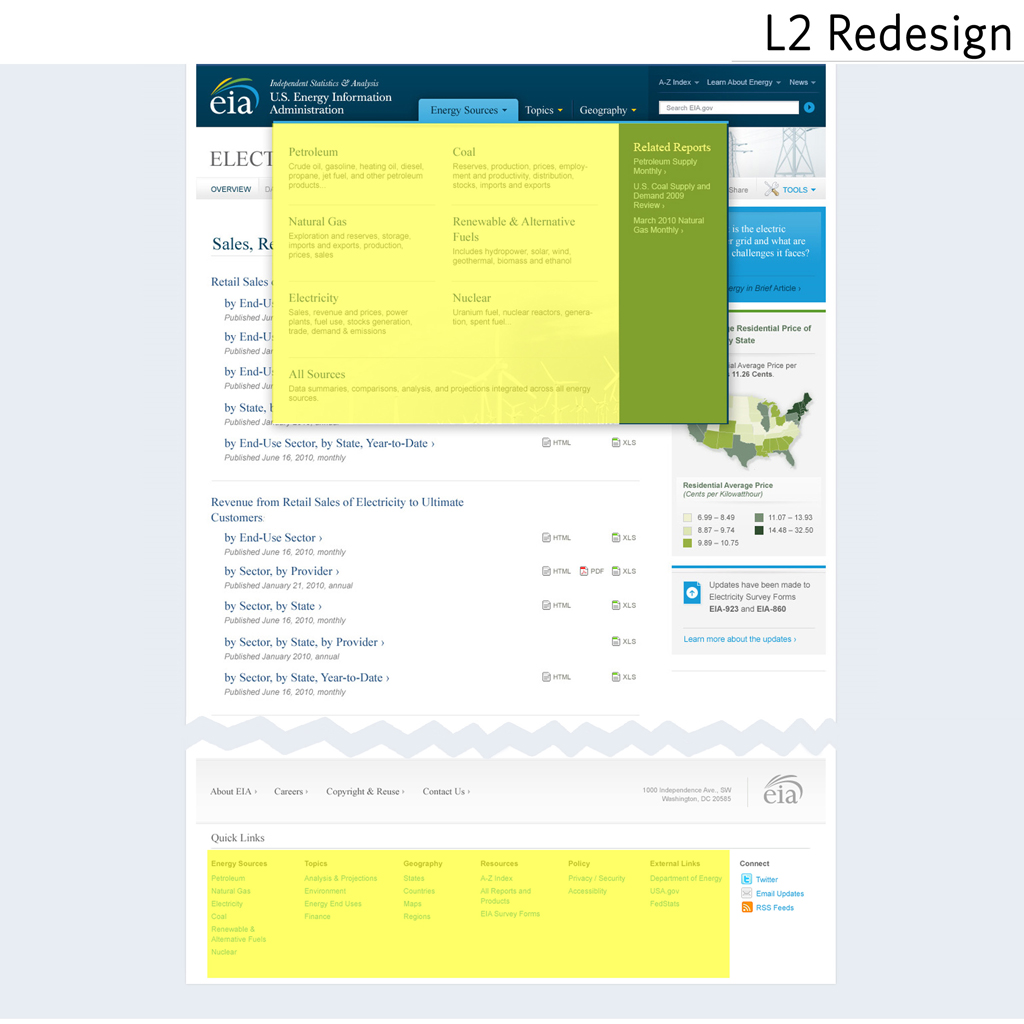 L2 Redesign
eia
Independent Statistics & Analysis
U.S. Energy Information
Administration
A-Z Index
Learn About Energy
News
Energy Sources
Topics
Geography
Search EIA.gov
ELECT
OVERVIEW
DA
Share
TOOLS
Petroleum
Crude oil, gasoline, heating oil, diesel,
propane, jet fuel, and other petroleum
products...
Coal
Reserves, production, prices, employ-
ment and productivity, distribution,
stocks, imports and exports
Natural Gas
Exploration and reserves, storage,
imports and exports, production,
prices, sales
Renewable & Alternative
Fuels
Includes hydropower, solar, wind,
geothermal, biomass and ethanol
Electricity
Sales, revenue and prices, power
plants, fuel use, stocks generation,
trade, demand & emissions
Nuclear
Uranium fuel, nuclear reactors, genera-
tion, spent fuel...
All Sources
Data summaries, comparisons, analysis, and projections integrated across all energy
sources.
Related Reports
Petroleum Supply
Monthly ›
U.S. Coal Supply and
Demand 2009
Review ›
March 2010 Natural
Gas Monthly ›
Sales, Re
Retail Sales
by End-U
Published Jun
by End-U
Published Jan
by End-U
Published Jun
by State, b
Published January 2010, annual
by End-Use Sector, by State, Year-to-Date ›
HTML
XLS
Published June 16, 2010, monthly
Revenue from Retail Sales of Electricity to Ultimate
Customers
by End-Use Sector ›
HTML
XLS
Published June 16, 2010, monthly
by Sector, by Provider ›
HTML
PDF
XLS
Published January 21, 2010, annual
by Sector, by State ›
HTML
XLS
Published June 16, 2010, monthly
by Sector, by State, by Provider ›
XLS
Published January 2010, annual
by Sector, by State, Year-to-Date ›
HTML
XLS
Published June 16, 2010, monthly
is the electric
grid and what are
challenges it faces?
ergy in Brief Article ›
ge Residential Price of
y State
ial Average Price per
11.26 Cents.
Residential Average Price
(Cents per Kilowatthour)
6.99 – 8.49
11.07 – 13.93
8.87 – 9.74
14.48 – 32.50
9.89 – 10.75
Updates have been made to
Electricity Survey Forms
EIA-923 and EIA-860
Learn more about the updates ›
About EIA ›
Careers ›
Copyright & Reuse ›
Contact Us ›
1000 Independence Ave., SW
Washington, DC 20585
eia
Quick Links
Energy Sources
Petroleum
Natural Gas
Electricity
Coal
Renewable &
Alternative Fuels
Nuclear
Topics
Analysis & Projections
Environment
Energy End Uses
Finance
Geography
States
Countries
Maps
Regions
Resources
A-Z Index
All Reports and
Products
EIA Survey Forms
Policy
Privacy / Security
Accessiblity
External Links
Department of Energy
USA.gov
FedStats
Connect
Twitter
Email Updates
RSS Feeds